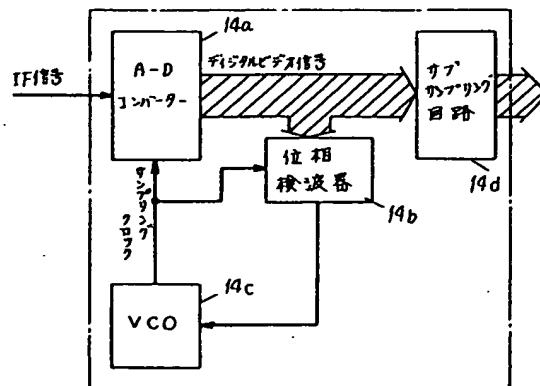 14a
A-D
コンバーター
ディジタルビデオ信号
サブ
サンプリング
回路
IF信号
位相
検波器
14b
14d
サンプリング
クロック
14c
VCO